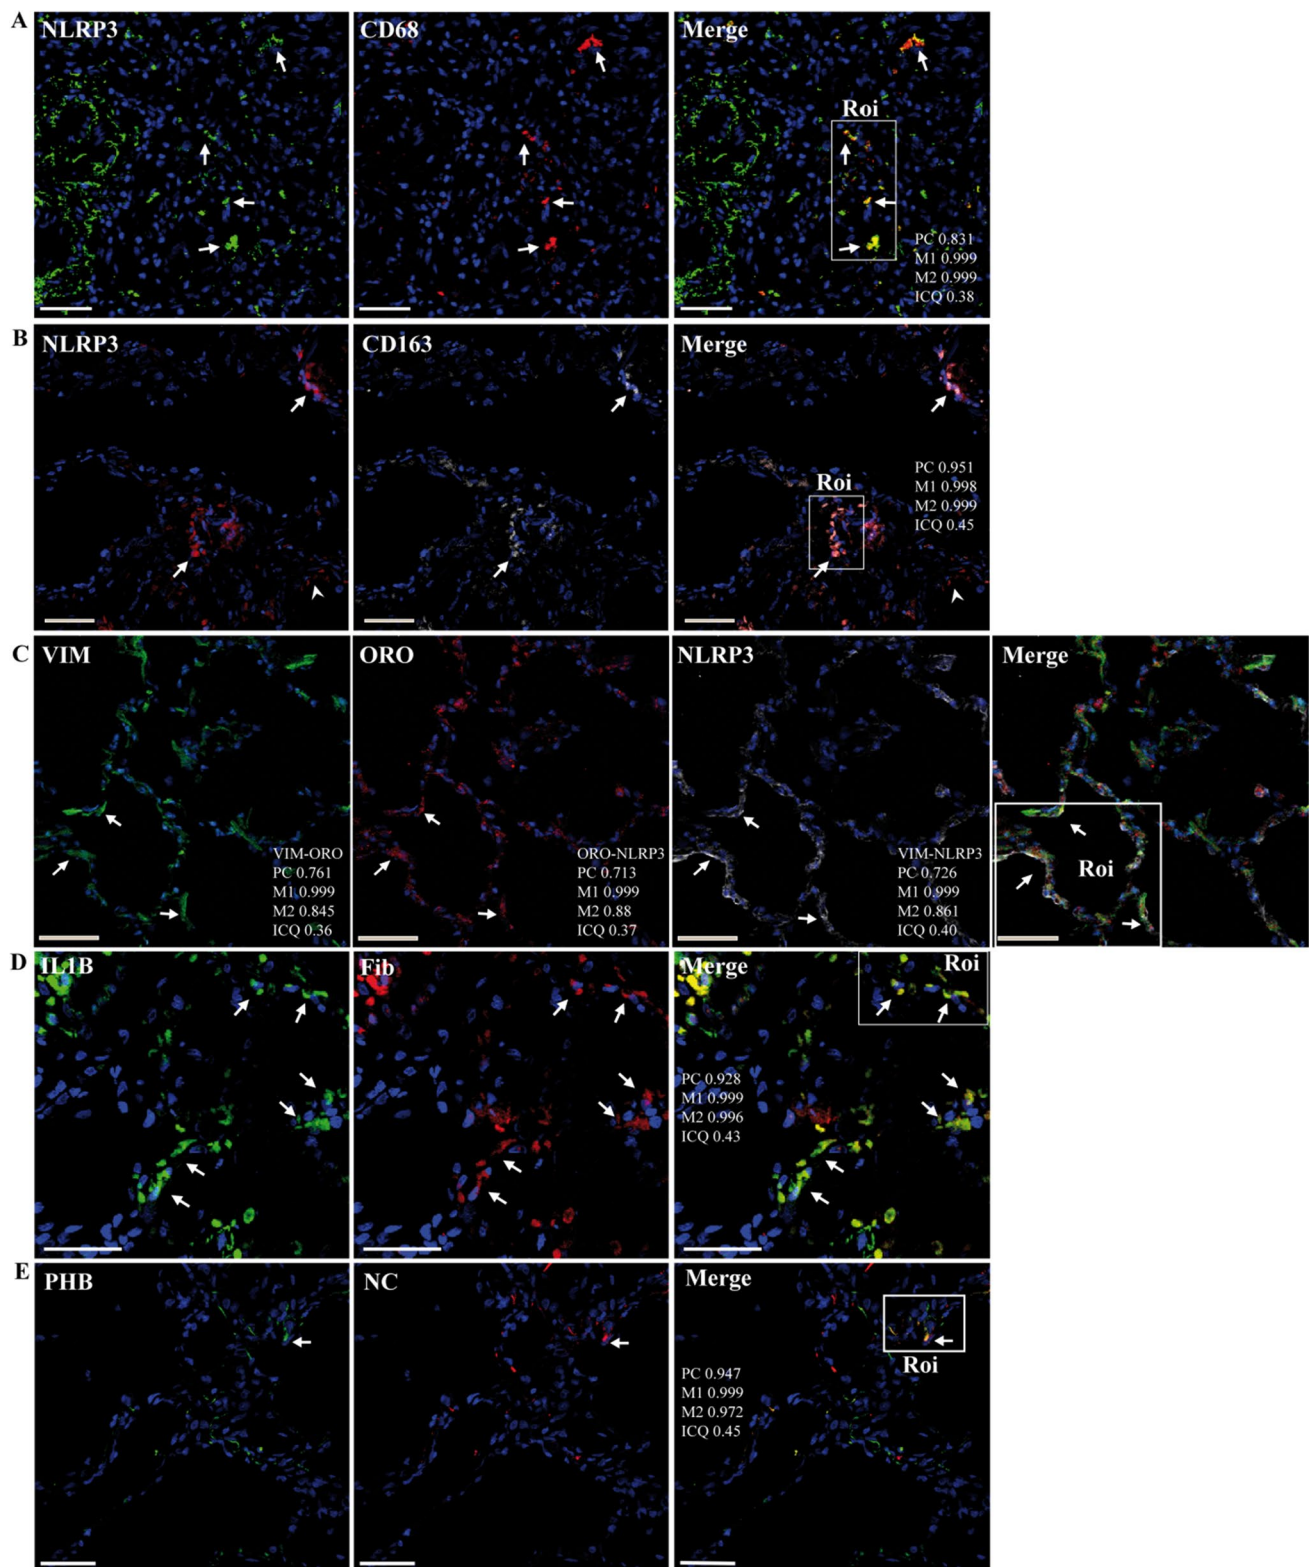 A
NLRP3
CD68
Merge
Roi
PC 0.831
M1 0.999
M2 0.999
ICQ 0.38
B
NLRP3
CD163
Merge
Roi
PC 0.951
M1 0.998
M2 0.999
ICQ 0.45
C
VIM
ORO
NLRP3
Merge
VIM-ORO
PC 0.761
M1 0.999
M2 0.845
ICQ 0.36
ORO-NLRP3
PC 0.713
M1 0.999
M2 0.88
ICQ 0.37
VIM-NLRP3
PC 0.726
M1 0.999
M2 0.861
ICQ 0.40
Roi
D
IL1B
Fib
Merge
Roi
PC 0.928
M1 0.999
M2 0.996
ICQ 0.43
E
PHB
NC
Merge
Roi
PC 0.947
M1 0.999
M2 0.972
ICQ 0.45